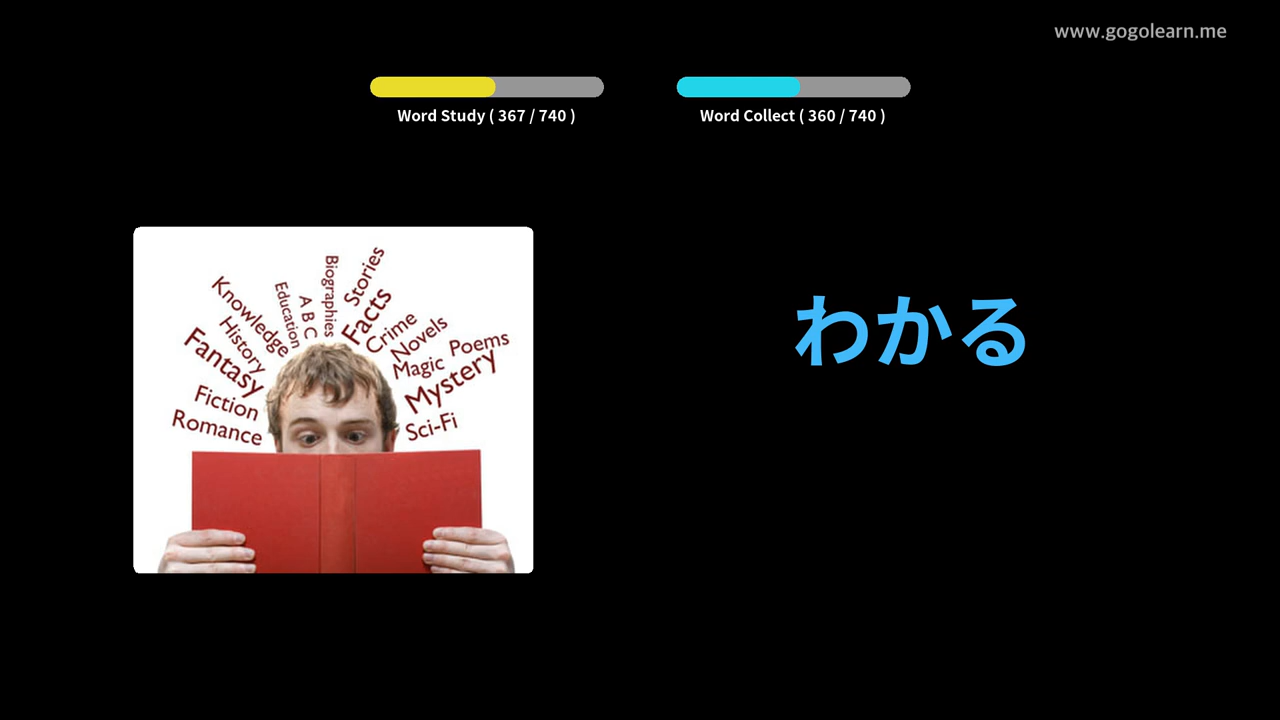 www.gogolearn.me
Word Study ( 367 / 740 )
Word Collect ( 360 / 740 )
Romance
Fiction
Fantasy
History
Knowledge
Education
A B C
Biographies
Stories
Facts
Crime
Novels
Magic
Poems
Mystery
Sci-Fi
わかる